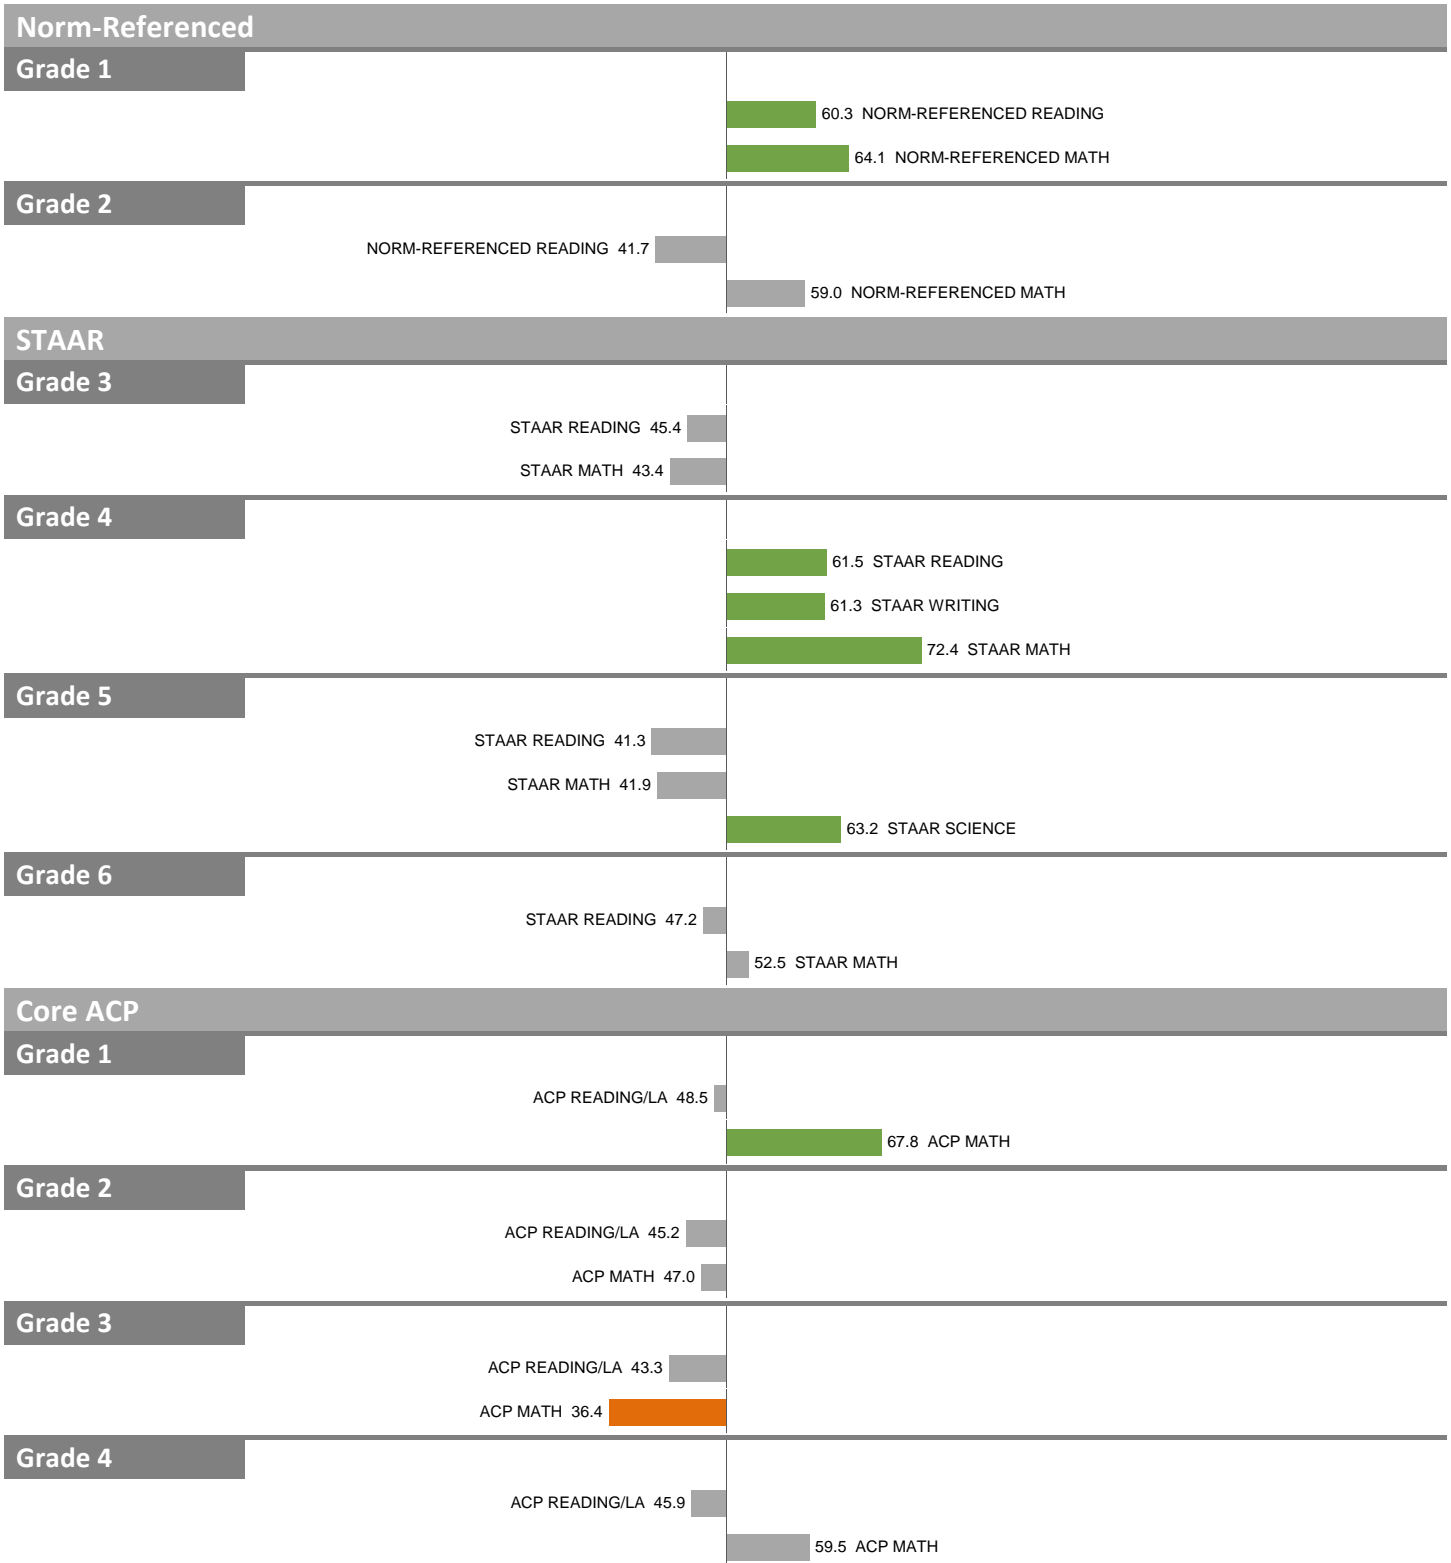 Norm-Referenced
Grade 1
60.3 NORM-REFERENCED READING
64.1 NORM-REFERENCED MATH
Grade 2
NORM-REFERENCED READING 41.7
59.0 NORM-REFERENCED MATH
STAAR
Grade 3
STAAR READING 45.4
STAAR MATH 43.4
Grade 4
61.5 STAAR READING
61.3 STAAR WRITING
72.4 STAAR MATH
Grade 5
STAAR READING 41.3
STAAR MATH 41.9
63.2 STAAR SCIENCE
Grade 6
STAAR READING 47.2
52.5 STAAR MATH
Core ACP
Grade 1
ACP READING/LA 48.5
67.8 ACP MATH
Grade 2
ACP READING/LA 45.2
ACP MATH 47.0
Grade 3
ACP READING/LA 43.3
ACP MATH 36.4
Grade 4
ACP READING/LA 45.9
59.5 ACP MATH